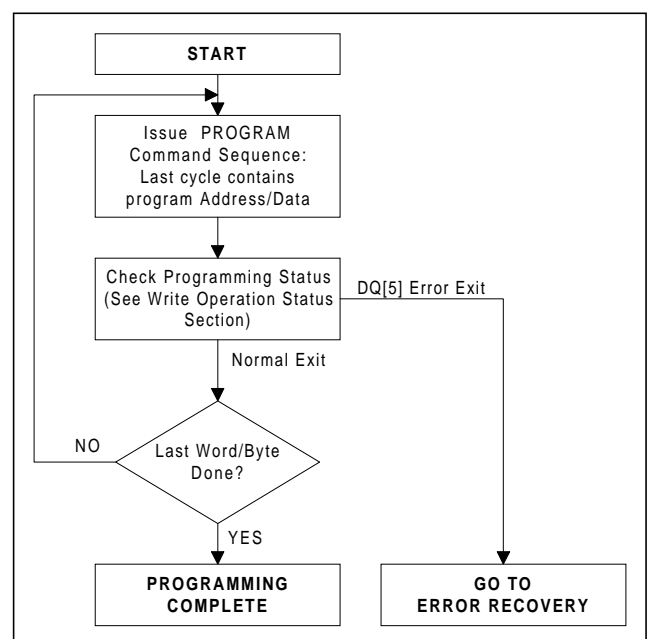 START
Issue PROGRAM
Command Sequence:
Last cycle contains
program Address/Data
Check Programming Status
(See Write Operation Status
Section)
DQ[5] Error Exit
Normal Exit
NO
Last Word/Byte
Done?
YES
PROGRAMMING
COMPLETE
GO TO
ERROR RECOVERY